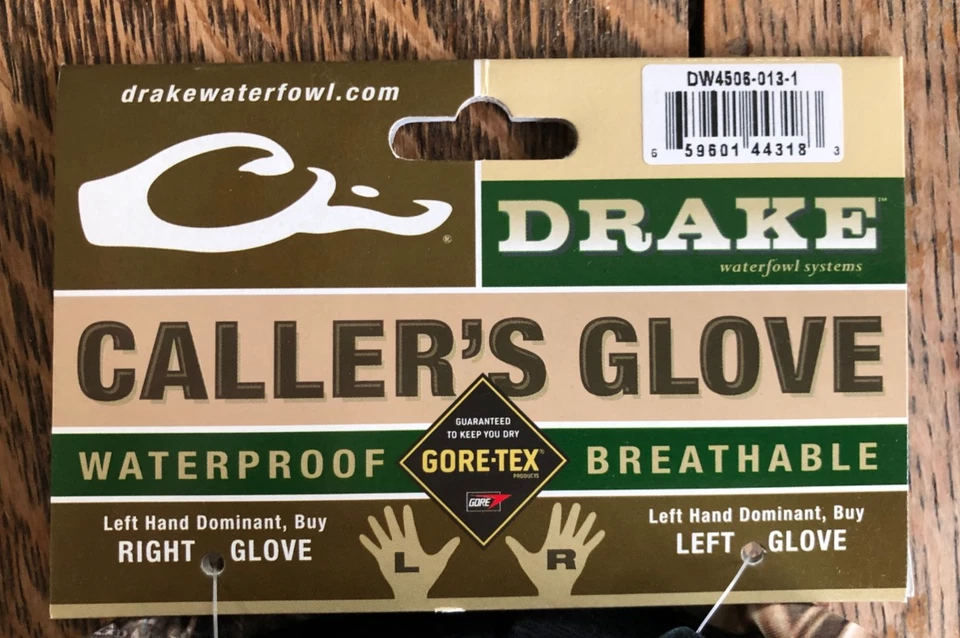 drakewaterfowl.com
®
DW4506-013-1
6 59601 44318 3
DRAKE™
waterfowl systems
CALLER'S GLOVE
GUARANTEED
TO KEEP YOU DRY
GORE-TEX®
PRODUCTS
GORE
WATERPROOF
BREATHABLE
Left Hand Dominant, Buy
RIGHT GLOVE
L
R
Left Hand Dominant, Buy
LEFT GLOVE